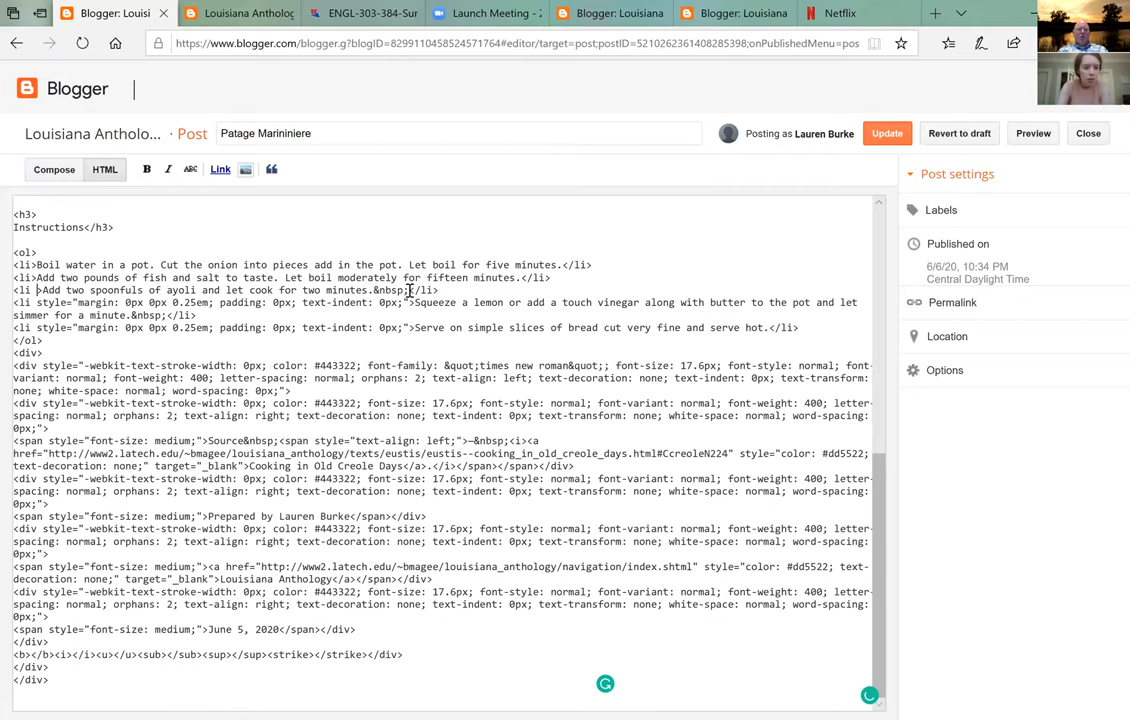 Blogger: Louisi
Louisiana Antholog
ENGL-303-384-Sur
Launch Meeting - Z
Blogger: Louisiana
Blogger: Louisiana
Netflix
https://www.blogger.com/blogger.g?blogID=8299110458524571764#editor/target=post;postID=5210262361408285398;onPublishedMenu=pos
Blogger
Louisiana Antholo... · Post
Patage Marininiere
Posting as Lauren Burke
Update
Revert to draft
Preview
Close
Compose
HTML
B
I
ABC
Link
Post settings
Labels
Published on
6/6/20, 10:34 PM
Central Daylight Time
Permalink
Location
Options
<h3>
Instructions</h3>
<ol>
<li>Boil water in a pot. Cut the onion into pieces add in the pot. Let boil for five minutes.</li>
<li>Add two pounds of fish and salt to taste. Let boil moderately for fifteen minutes.</li>
<li >Add two spoonfuls of ayoli and let cook for two minutes.&nbsp;</li>
<li style="margin: 0px 0px 0.25em; padding: 0px; text-indent: 0px;">Squeeze a lemon or add a touch vinegar along with butter to the pot and let
simmer for a minute.&nbsp;</li>
<li style="margin: 0px 0px 0.25em; padding: 0px; text-indent: 0px;">Serve on simple slices of bread cut very fine and serve hot.</li>
</ol>
<div>
<div style="-webkit-text-stroke-width: 0px; color: #443322; font-family: &quot;times new roman&quot;; font-size: 17.6px; font-style: normal; font-
variant: normal; font-weight: 400; letter-spacing: normal; orphans: 2; text-align: left; text-decoration: none; text-indent: 0px; text-transform:
none; white-space: normal; word-spacing: 0px;">
<div style="-webkit-text-stroke-width: 0px; color: #443322; font-size: 17.6px; font-style: normal; font-variant: normal; font-weight: 400; letter-
spacing: normal; orphans: 2; text-align: right; text-decoration: none; text-indent: 0px; text-transform: none; white-space: normal; word-spacing:
0px;">
<span style="font-size: medium;">Source&nbsp;<span style="text-align: left;">—&nbsp;<i><a
href="http://www2.latech.edu/~bmagee/louisiana_anthology/texts/eustis/eustis--cooking_in_old_creole_days.html#CcreoleN224" style="color: #dd5522;
text-decoration: none;" target="_blank">Cooking in Old Creole Days</a>.</i></span></span></div>
<div style="-webkit-text-stroke-width: 0px; color: #443322; font-size: 17.6px; font-style: normal; font-variant: normal; font-weight: 400; letter-
spacing: normal; orphans: 2; text-align: right; text-decoration: none; text-indent: 0px; text-transform: none; white-space: normal; word-spacing:
0px;">
<span style="font-size: medium;">Prepared by Lauren Burke</span></div>
<div style="-webkit-text-stroke-width: 0px; color: #443322; font-size: 17.6px; font-style: normal; font-variant: normal; font-weight: 400; letter-
spacing: normal; orphans: 2; text-align: right; text-decoration: none; text-indent: 0px; text-transform: none; white-space: normal; word-spacing:
0px;">
<span style="font-size: medium;"><a href="http://www2.latech.edu/~bmagee/louisiana_anthology/navigation/index.shtml" style="color: #dd5522; text-
decoration: none;" target="_blank">Louisiana Anthology</a></span></div>
<div style="-webkit-text-stroke-width: 0px; color: #443322; font-size: 17.6px; font-style: normal; font-variant: normal; font-weight: 400; letter-
spacing: normal; orphans: 2; text-align: right; text-decoration: none; text-indent: 0px; text-transform: none; white-space: normal; word-spacing:
0px;">
<span style="font-size: medium;">June 5, 2020</span></div>
</div>
<b></b><i></i><u></u><sub></sub><sup></sup><strike></strike></div>
</div>
</div>